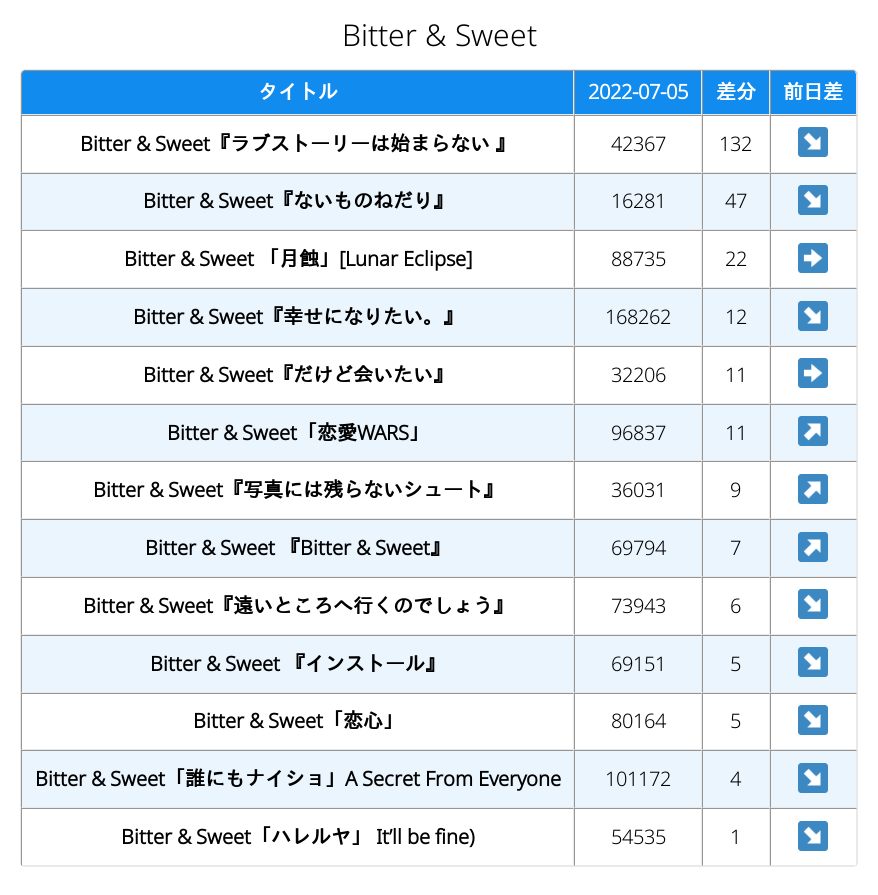 Bitter & Sweet
タイトル 2022-07-05 差分 前日差
Bitter & Sweet『ラブストーリーは始まらない 』 42367 132 ↘
Bitter & Sweet『ないものねだり』 16281 47 ↘
Bitter & Sweet 「月蝕」[Lunar Eclipse] 88735 22 ➡
Bitter & Sweet『幸せになりたい。』 168262 12 ↘
Bitter & Sweet『だけど会いたい』 32206 11 ➡
Bitter & Sweet「恋愛WARS」 96837 11 ↗
Bitter & Sweet『写真には残らないシュート』 36031 9 ↗
Bitter & Sweet 『Bitter & Sweet』 69794 7 ↗
Bitter & Sweet『遠いところへ行くのでしょう』 73943 6 ↘
Bitter & Sweet 『インストール』 69151 5 ↘
Bitter & Sweet「恋心」 80164 5 ↘
Bitter & Sweet「誰にもナイショ」A Secret From Everyone 101172 4 ↘
Bitter & Sweet「ハレルヤ」 It'll be fine) 54535 1 ↘